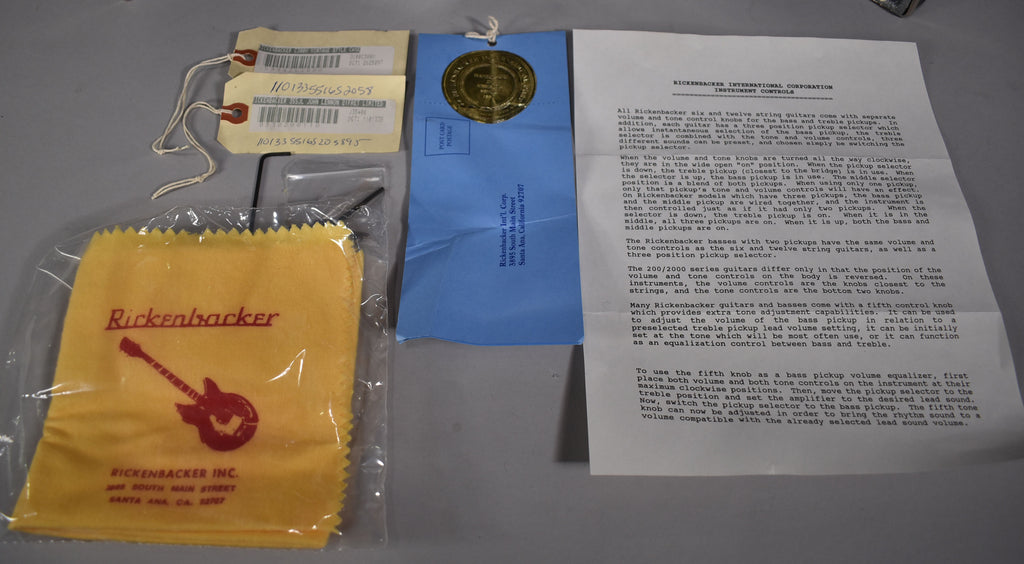 RICKENBACKER C3001 VINTAGE STYLE CASE
RICKENBACKER 355JL JOHN LENNON DIMAC LIMITED
POST CARD
POSTAGE
Rickenbacker Int'l. Corp.
3895 South Main Street
Santa Ana, California 92707
Rickenbacker
RICKENBACKER INC.
3895 SOUTH MAIN STREET
SANTA ANA, CA. 92707
RICKENBACKER INTERNATIONAL CORPORATION
INSTRUMENT CONTROLS
All Rickenbacker six and twelve string guitars come with separate
volume and tone control knobs for the bass and treble pickups. In
addition, each guitar has a three position pickup selector which
allows instantaneous selection of the bass pickup, the treble
selector is combined with the tone and volume controls, three
different sounds can be preset, and chosen simply be switching the
pickup selector.
When the volume and tone knobs are turned all the way clockwise,
they are in the wide open "on" position. When the pickup selector
is down, the treble pickup (closest to the bridge) is in use. When
the selector is up, the bass pickup is in use. The middle selector
position is a blend of both pickups. When using only one pickup,
only that pickup's tone and volume controls will have an effect.
On Rickenbacker models which have three pickups, the bass pickup
and the middle pickup are wired together, and the instrument is
then controlled just as if it had only two pickups. When the
selector is down, the treble pickup is on. When it is in the
middle, all three pickups are on. When it is up, both the bass and
middle pickups are on.
The Rickenbacker basses with two pickups have the same volume and
tone controls as the six and twelve string guitars, as well as a
three position pickup selector.
The 200/2000 series guitars differ only in that the position of the
volume and tone controls on the body is reversed. On these
instruments, the volume controls are the knobs closest to the
strings, and the tone controls are the bottom two knobs.
Many Rickenbacker guitars and basses come with a fifth control knob
which provides extra tone adjustment capabilities. It can be used
to adjust the volume of the bass pickup in relation to a
preselected treble pickup lead volume setting, it can be initially
set at the tone which will be most often use, or it can function
as an equalization control between bass and treble.
To use the fifth knob as a bass pickup volume equalizer, first
place both volume and both tone controls on the instrument at their
maximum clockwise positions. Then, move the pickup selector to the
treble position and set the amplifier to the desired lead sound.
Now, switch the pickup selector to the bass pickup. The fifth tone
knob can now be adjusted in order to bring the rhythm sound to a
volume compatible with the already selected lead sound volume.